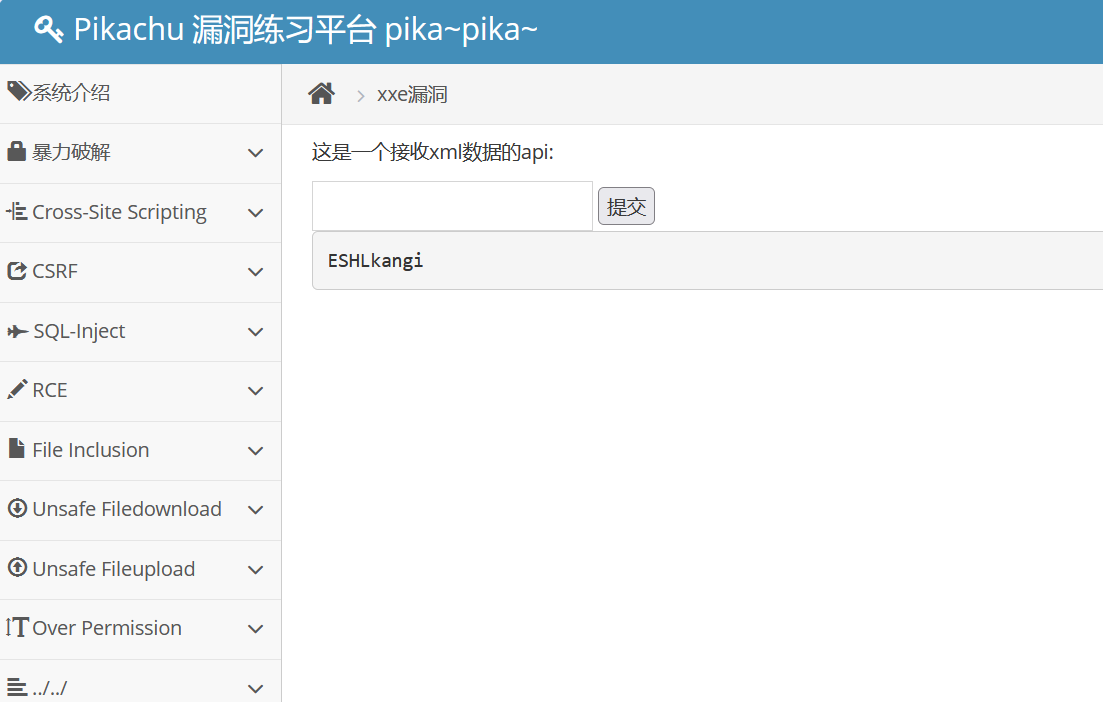 Pikachu 漏洞练习平台 pika~pika~
系统介绍
暴力破解
Cross-Site Scripting
CSRF
SQL-Inject
RCE
File Inclusion
Unsafe Filedownload
Unsafe Fileupload
Over Permission
../../
xxe漏洞
这是一个接收xml数据的api:
提交
ESHLkangi